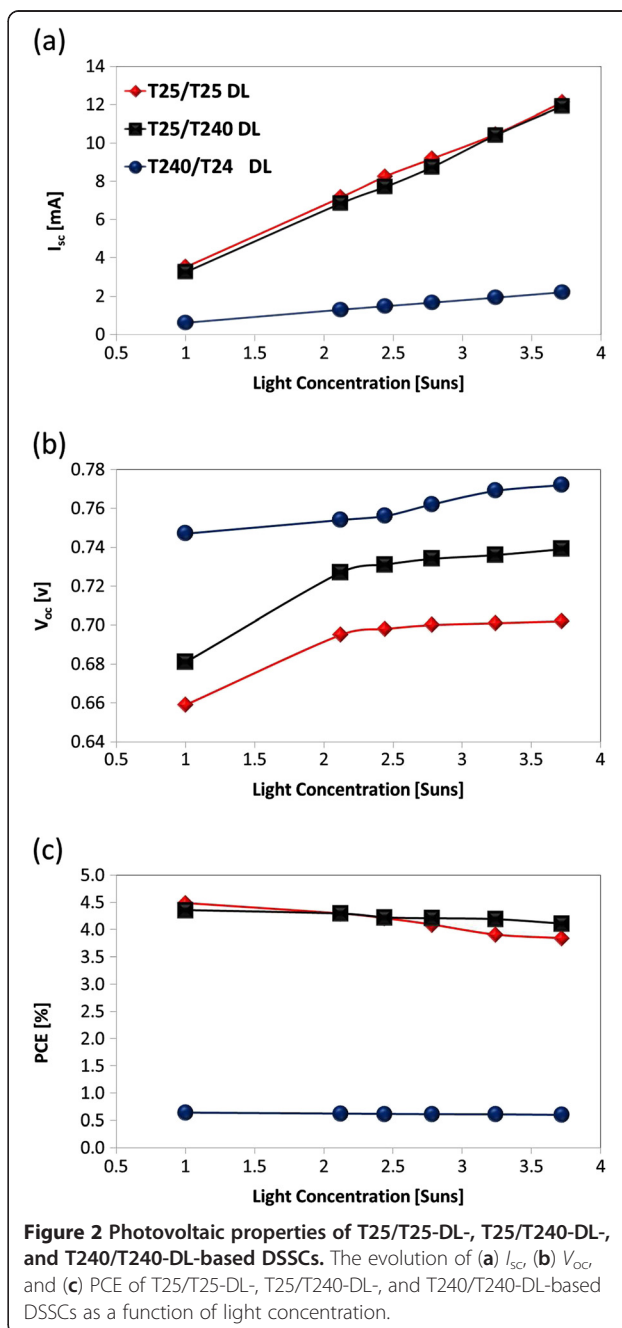 (a)
14
12
10
8
6
4
2
0
I_sc [mA]
T25/T25 DL
T25/T240 DL
T240/T24 DL
0.5 1 1.5 2 2.5 3 3.5 4
Light Concentration [Suns]
(b)
0.78
0.76
0.74
0.72
0.70
0.68
0.66
0.64
V_oc [v]
0.5 1 1.5 2 2.5 3 3.5 4
Light Concentration [Suns]
(c)
5.0
4.5
4.0
3.5
3.0
2.5
2.0
1.5
1.0
0.5
0.0
PCE [%]
0.5 1 1.5 2 2.5 3 3.5 4
Light Concentration [Suns]
Figure 2 Photovoltaic properties of T25/T25-DL-, T25/T240-DL-,
and T240/T240-DL-based DSSCs. The evolution of (a) I_sc, (b) V_oc,
and (c) PCE of T25/T25-DL-, T25/T240-DL-, and T240/T240-DL-based
DSSCs as a function of light concentration.